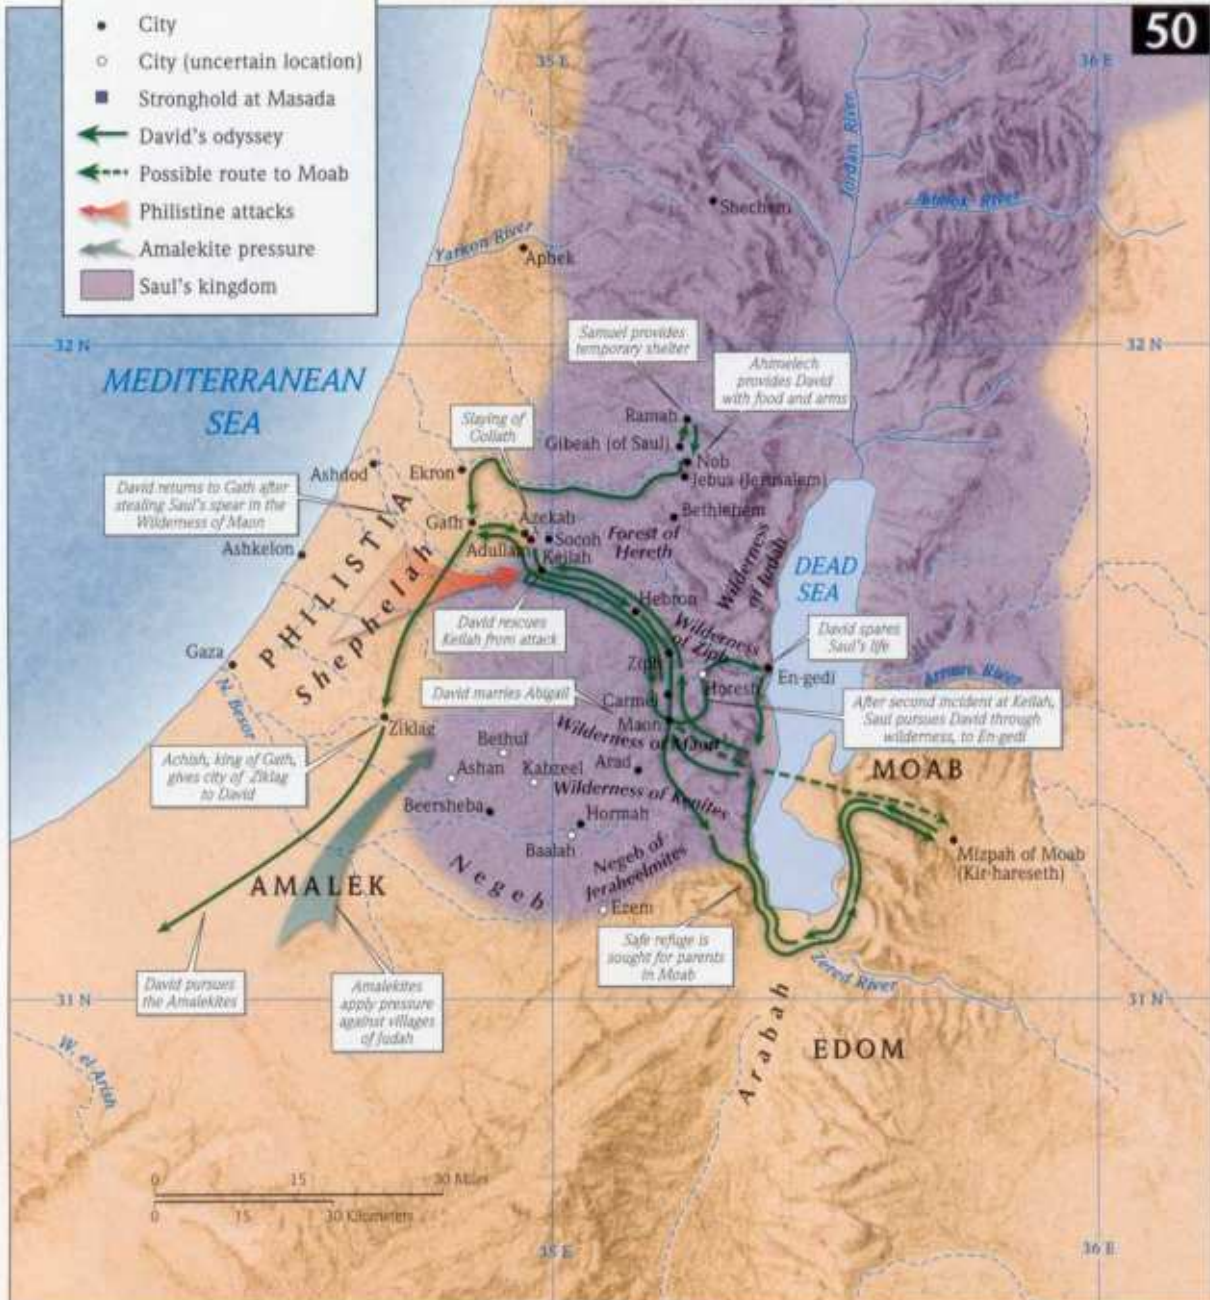 50
City
City (uncertain location)
Stronghold at Masada
David's odyssey
Possible route to Moab
Philistine attacks
Amalekite pressure
Saul's kingdom
35 E
36 E
Jordan River
Shechem
Yarkon River
Aphek
32 N
32 N
Samuel provides
temporary shelter
Ahimelech
provides David
with food and arms
MEDITERRANEAN
SEA
Slaying of
Goliath
Ramah
Gibeah (of Saul)
Nob
Jebus (Jerusalem)
Ashdod
Ekron
David returns to Gath after
stealing Saul's spear in the
Wilderness of Maon
Gath
Azekah
Bethlehem
Socoh
Forest of
Hereth
Adullam
Keilah
Ashkelon
PHILISTIA
Shephelah
Wilderness
of Judah
DEAD
SEA
Hebron
David rescues
Keilah from attack
Wilderness
of Ziph
David spares
Saul's life
Gaza
N. Besor
Ziph
Horesh
En-gedi
Arnon River
David marries Abigail
Carmel
Maon
After second incident at Keilah,
Saul pursues David through
wilderness, to En-gedi
Ziklag
Wilderness of Maon
Bethul
Achish, king of Gath,
gives city of Ziklag
to David
Ashan
Kabzeel
Arad
MOAB
Wilderness of Kenites
Beersheba
Hormah
Baalah
Mizpah of Moab
(Kir-hareseth)
Negeb of
Jeraheelmites
Negeb
AMALEK
Ezem
Safe refuge is
sought for parents
in Moab
Zered River
David pursues
the Amalekites
Amalekites
apply pressure
against villages
of Judah
31 N
31 N
Arabah
EDOM
W. el-Arish
0 15 30 Miles
0 15 30 Kilometers
35 E
36 E